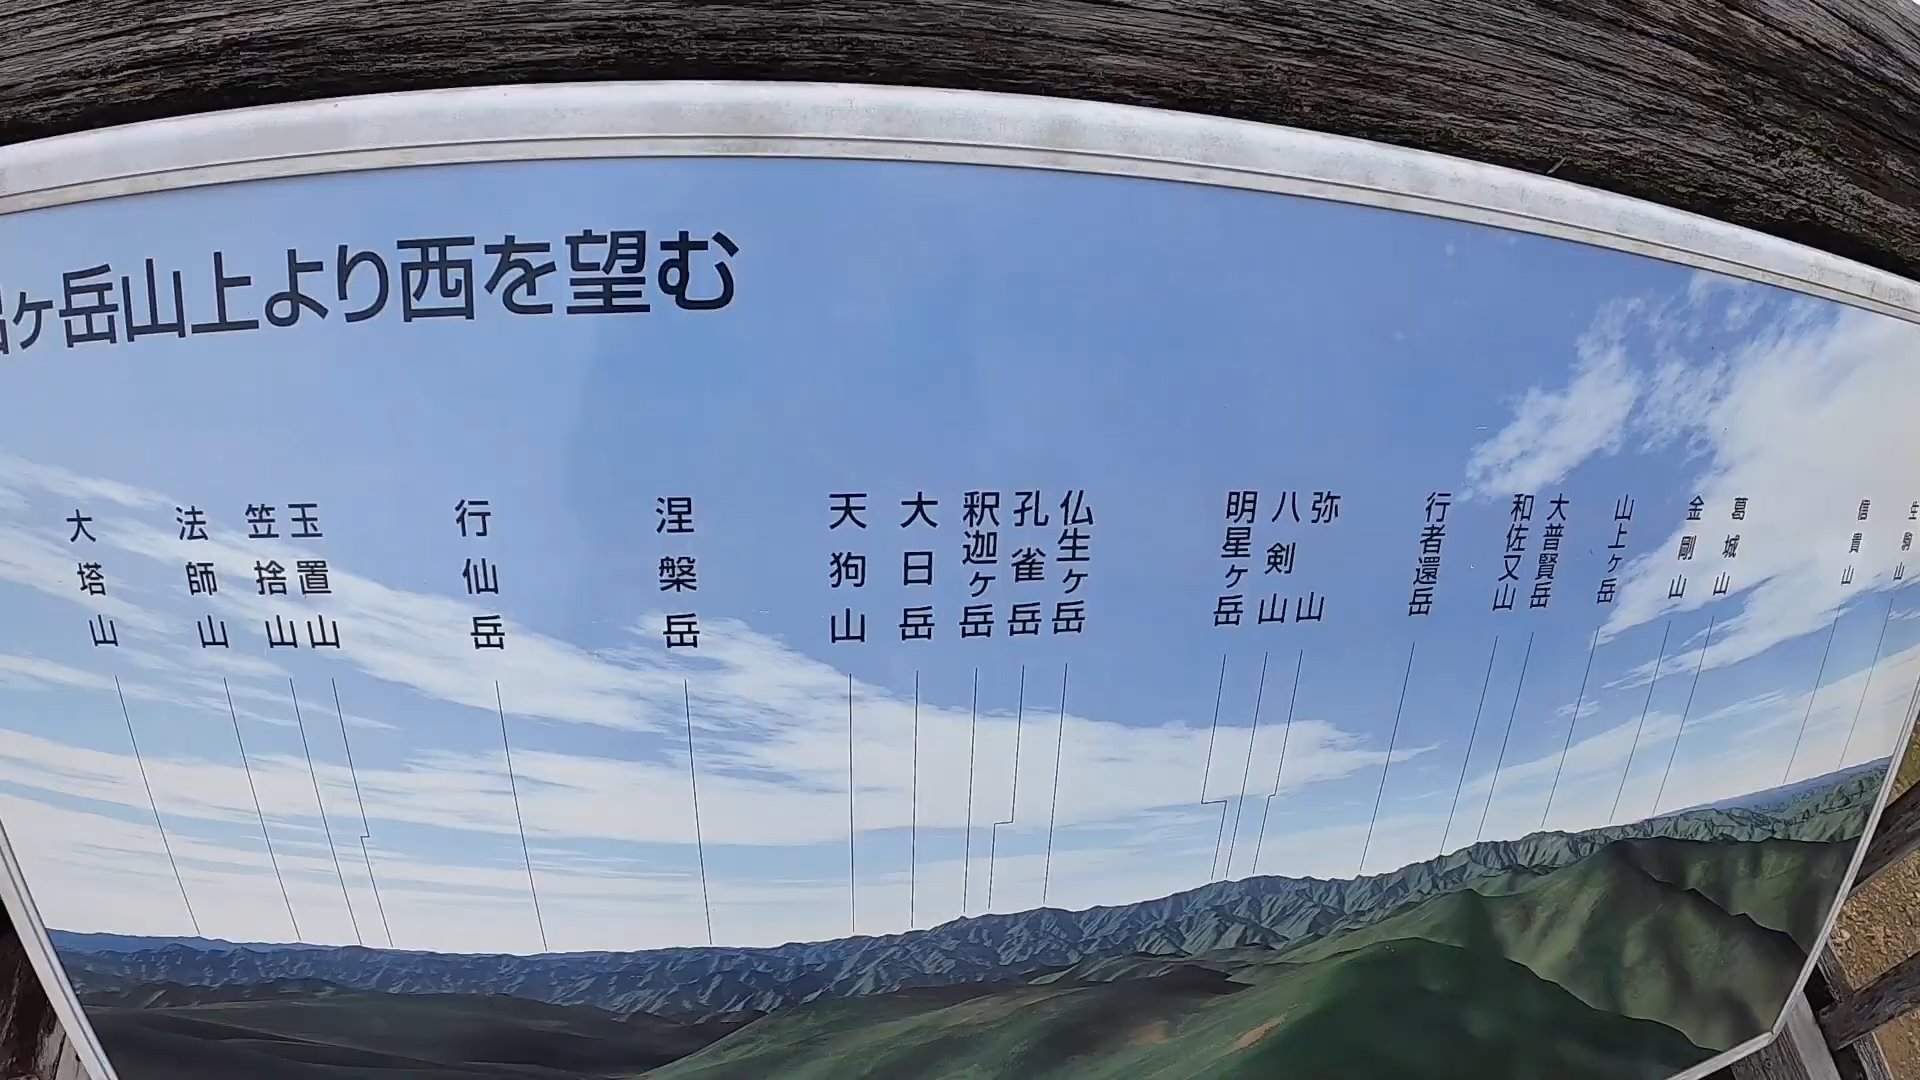 ヶ岳山上より西を望む
大塔山
法師山
笠捨山
玉置山
行仙岳
涅槃岳
天狗山
大日岳
釈迦ヶ岳
孔雀岳
仏生ヶ岳
明星ヶ岳
八剣山
弥山
行者還岳
和佐又山
大普賢岳
山上ヶ岳
金剛山
葛城山
信貴山
生駒山